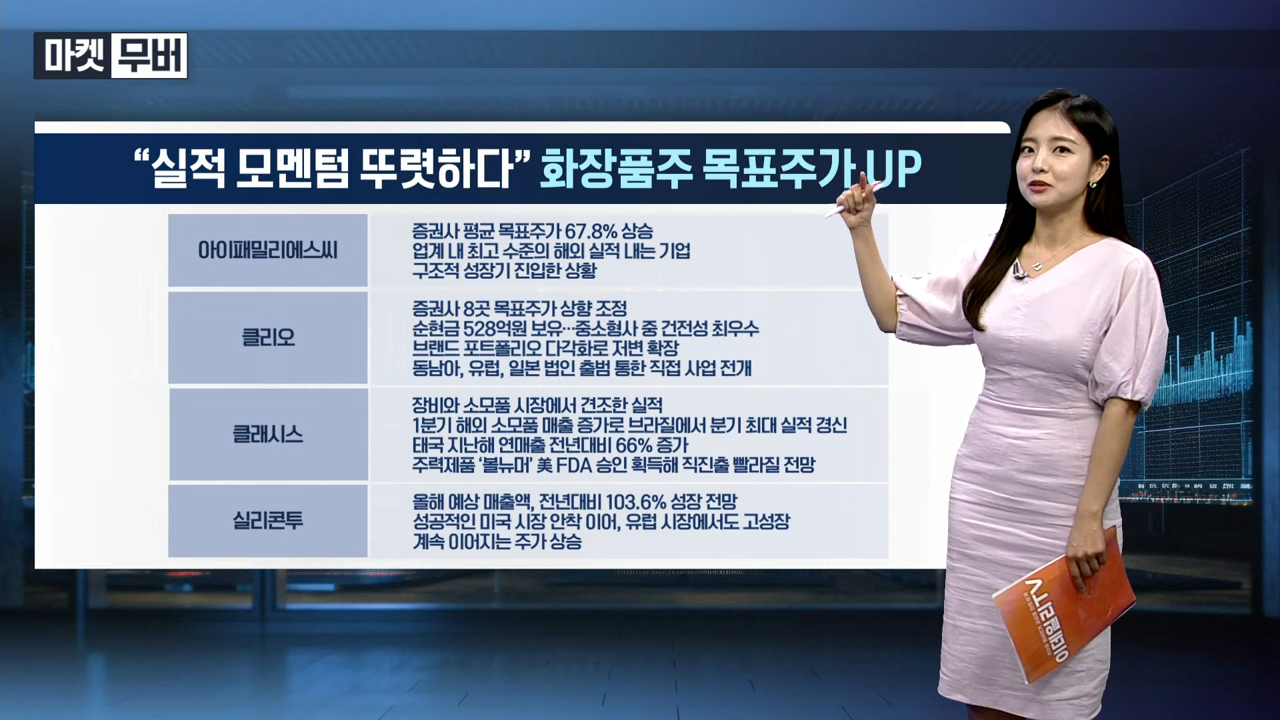 마켓 무버
“실적 모멘텀 뚜렷하다” 화장품주 목표주가 UP
아이패밀리에스씨
증권사 평균 목표주가 67.8% 상승
업계 내 최고 수준의 해외 실적 내는 기업
구조적 성장기 진입한 상황
클리오
증권사 8곳 목표주가 상향 조정
순현금 528억원 보유…중소형사 중 건전성 최우수
브랜드 포트폴리오 다각화로 저변 확장
동남아, 유럽, 일본 법인 출범 통한 직접 사업 전개
클래시스
장비와 소모품 시장에서 견조한 실적
1분기 해외 소모품 매출 증가로 브라질에서 분기 최대 실적 경신
태국 지난해 연매출 전년대비 66% 증가
주력제품 ‘볼뉴머’ 美 FDA 승인 획득해 직진출 빨라질 전망
실리콘투
올해 예상 매출액, 전년대비 103.6% 성장 전망
성공적인 미국 시장 안착 이어, 유럽 시장에서도 고성장
계속 이어지는 주가 상승
이데일리TV